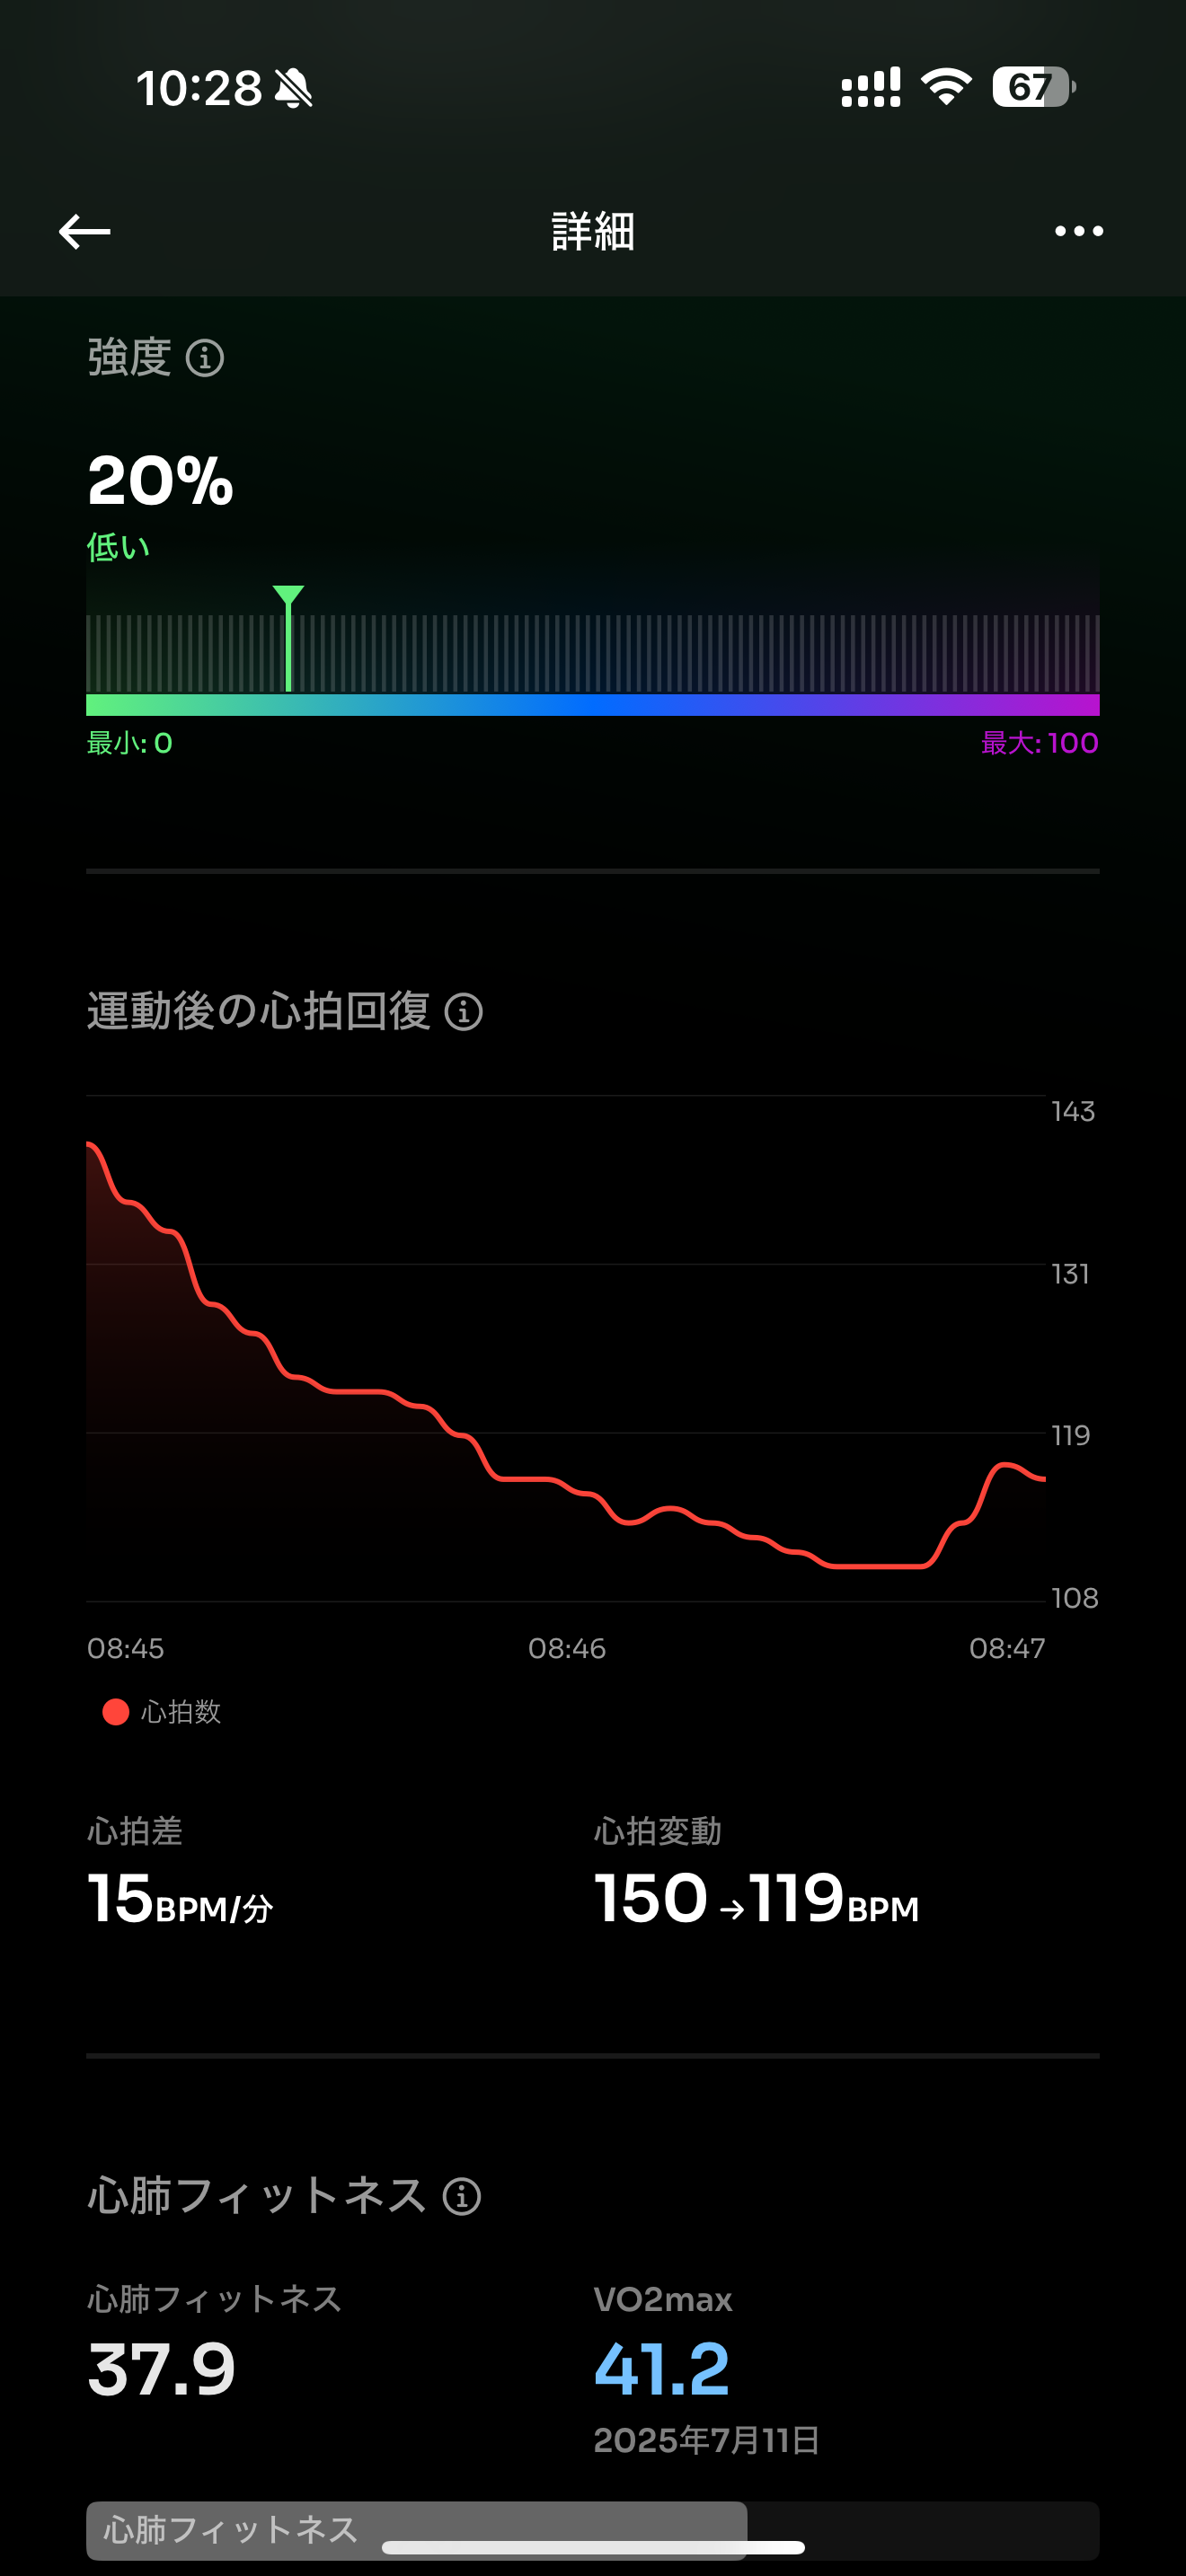 10:28
67
詳細
強度
20%
低い
最小: 0
最大: 100
運動後の心拍回復
143
131
119
108
08:45
08:46
08:47
心拍数
心拍差
心拍変動
15BPM/分
150→119BPM
心肺フィットネス
心肺フィットネス
VO2max
37.9
41.2
2025年7月11日
心肺フィットネス